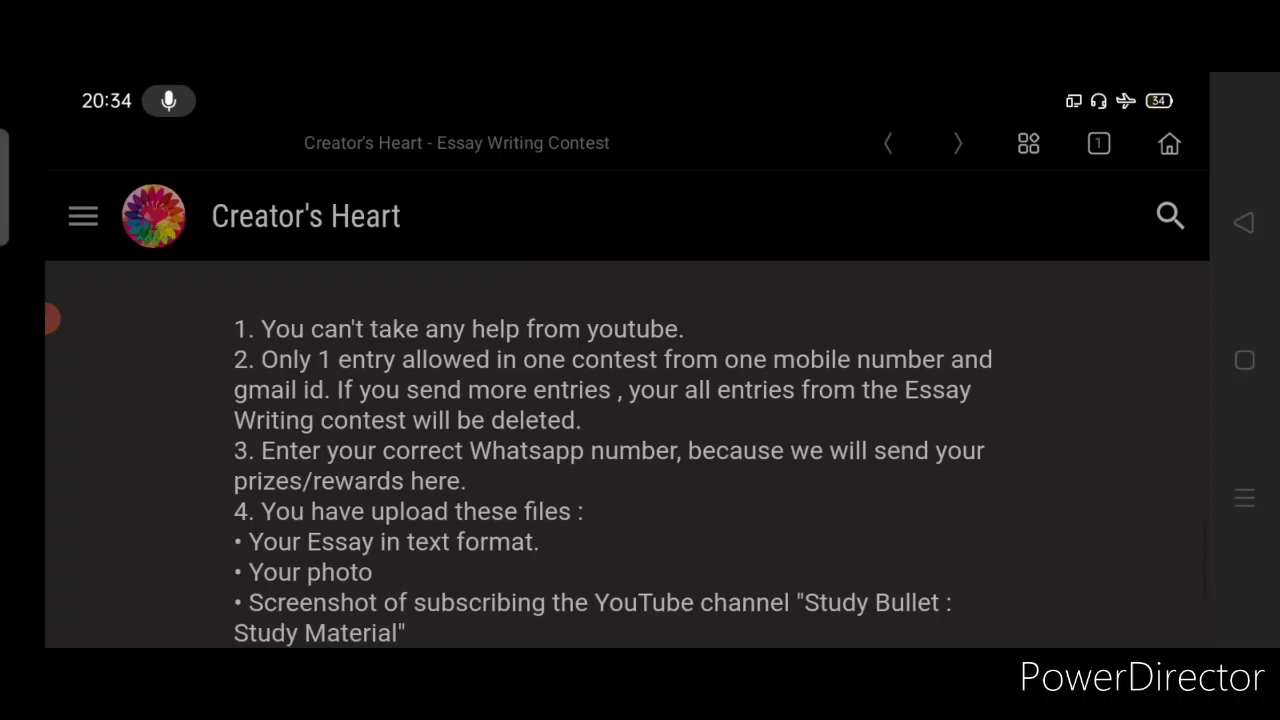 20:34
34
Creator's Heart - Essay Writing Contest
1
Creator's Heart
1. You can't take any help from youtube.
2. Only 1 entry allowed in one contest from one mobile number and
gmail id. If you send more entries , your all entries from the Essay
Writing contest will be deleted.
3. Enter your correct Whatsapp number, because we will send your
prizes/rewards here.
4. You have upload these files :
• Your Essay in text format.
• Your photo
• Screenshot of subscribing the YouTube channel "Study Bullet :
Study Material"
PowerDirector